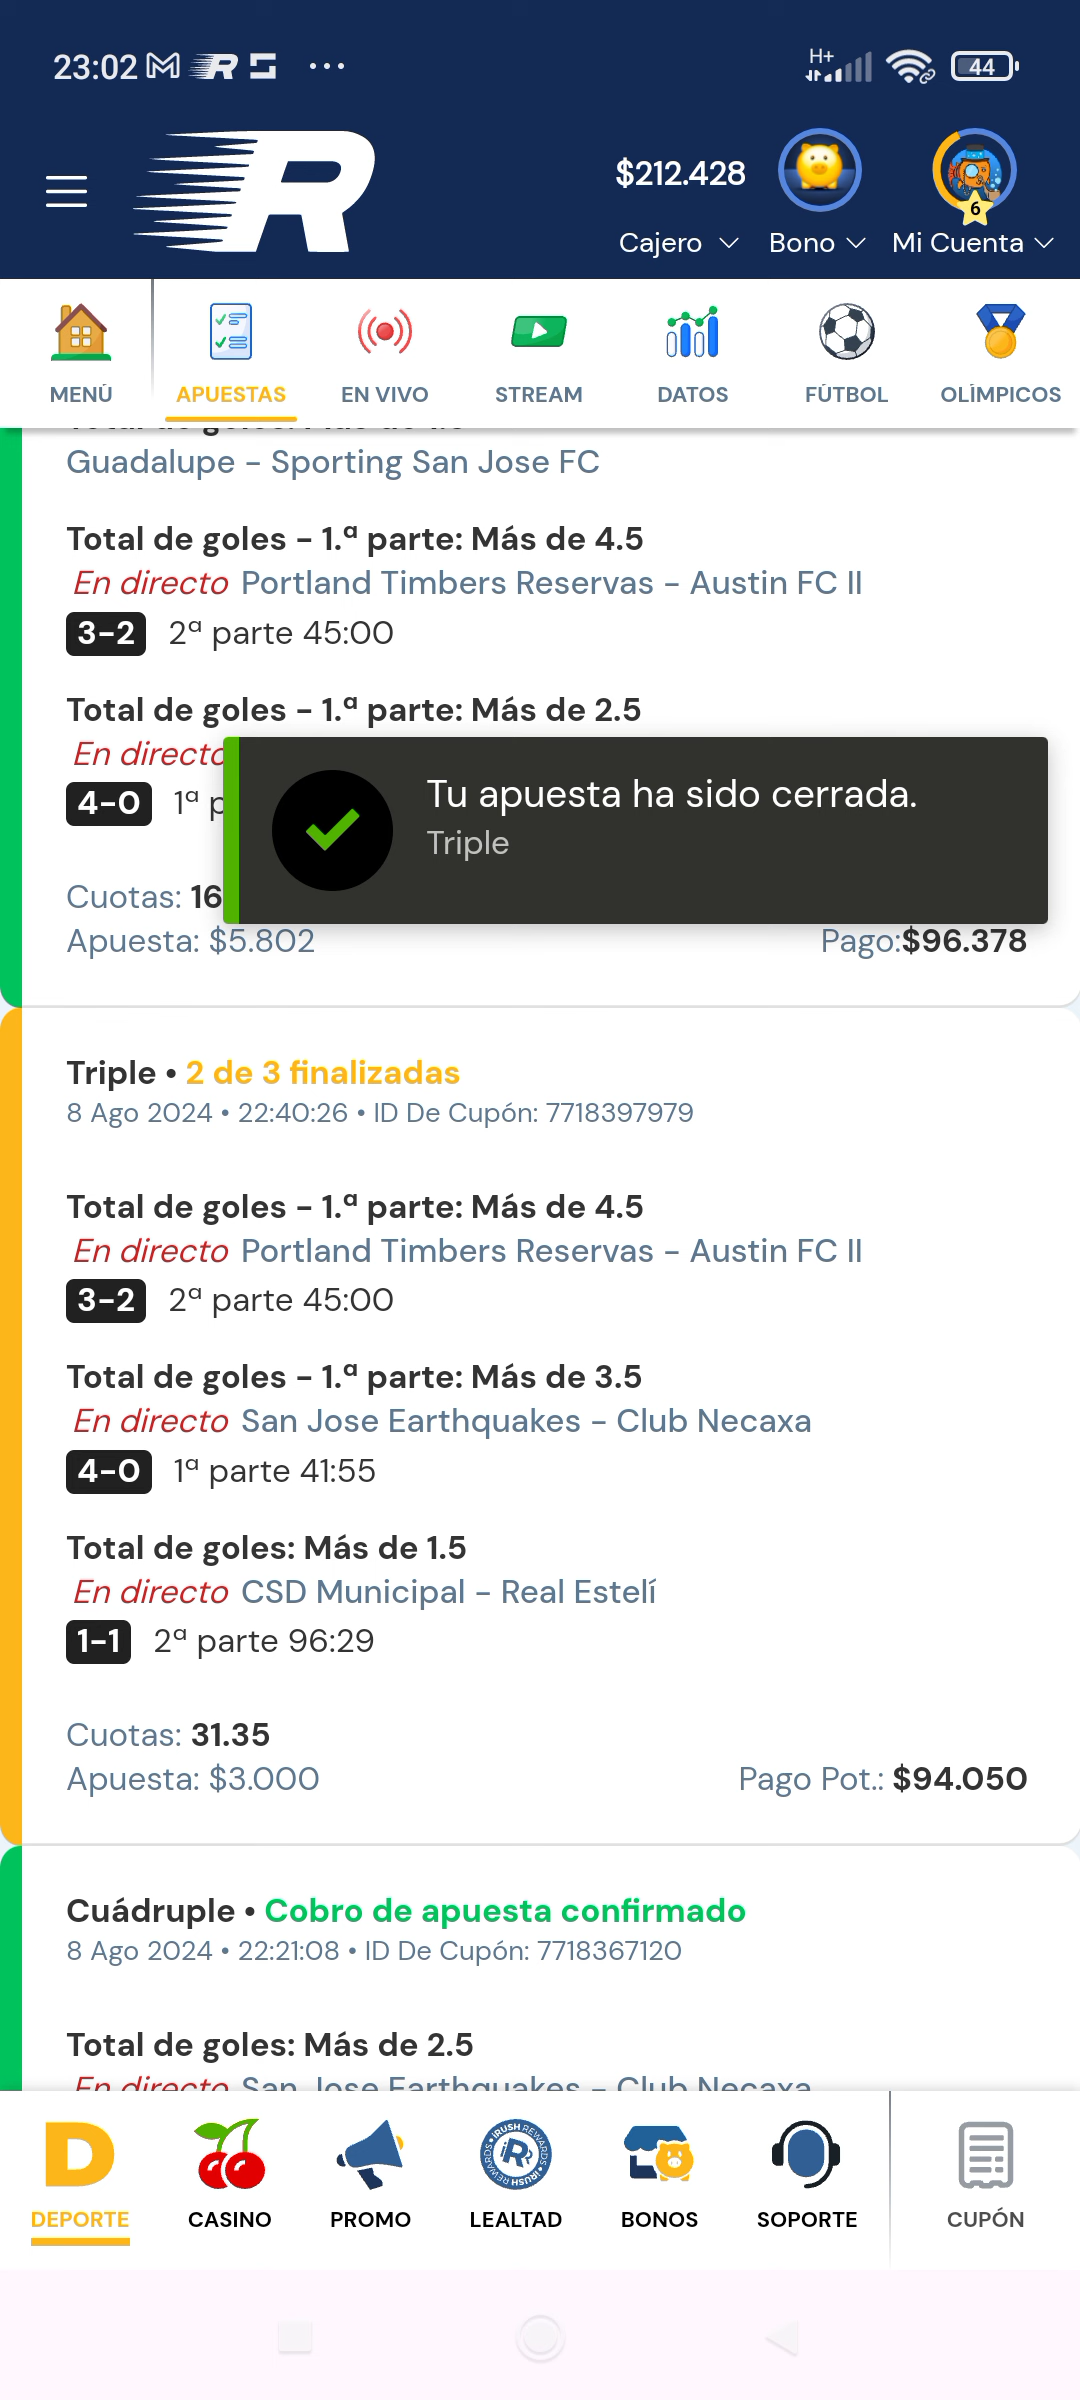 23:02
H+
44
R
$212.428
6
Cajero
Bono
Mi Cuenta
MENÚ
APUESTAS
EN VIVO
STREAM
DATOS
FÚTBOL
OLÍMPICOS
Guadalupe - Sporting San Jose FC
Total de goles - 1.ª parte: Más de 4.5
En directo Portland Timbers Reservas - Austin FC II
3-2 2ª parte 45:00
Total de goles - 1.ª parte: Más de 2.5
En directo
4-0 1ª p
Tu apuesta ha sido cerrada.
Triple
Cuotas: 16
Apuesta: $5.802
Pago:$96.378
Triple • 2 de 3 finalizadas
8 Ago 2024 • 22:40:26 • ID De Cupón: 7718397979
Total de goles - 1.ª parte: Más de 4.5
En directo Portland Timbers Reservas - Austin FC II
3-2 2ª parte 45:00
Total de goles - 1.ª parte: Más de 3.5
En directo San Jose Earthquakes - Club Necaxa
4-0 1ª parte 41:55
Total de goles: Más de 1.5
En directo CSD Municipal - Real Estelí
1-1 2ª parte 96:29
Cuotas: 31.35
Apuesta: $3.000
Pago Pot.: $94.050
Cuádruple • Cobro de apuesta confirmado
8 Ago 2024 • 22:21:08 • ID De Cupón: 7718367120
Total de goles: Más de 2.5
En directo San Jose Earthquakes - Club Necaxa
DEPORTE
CASINO
PROMO
LEALTAD
BONOS
SOPORTE
CUPÓN